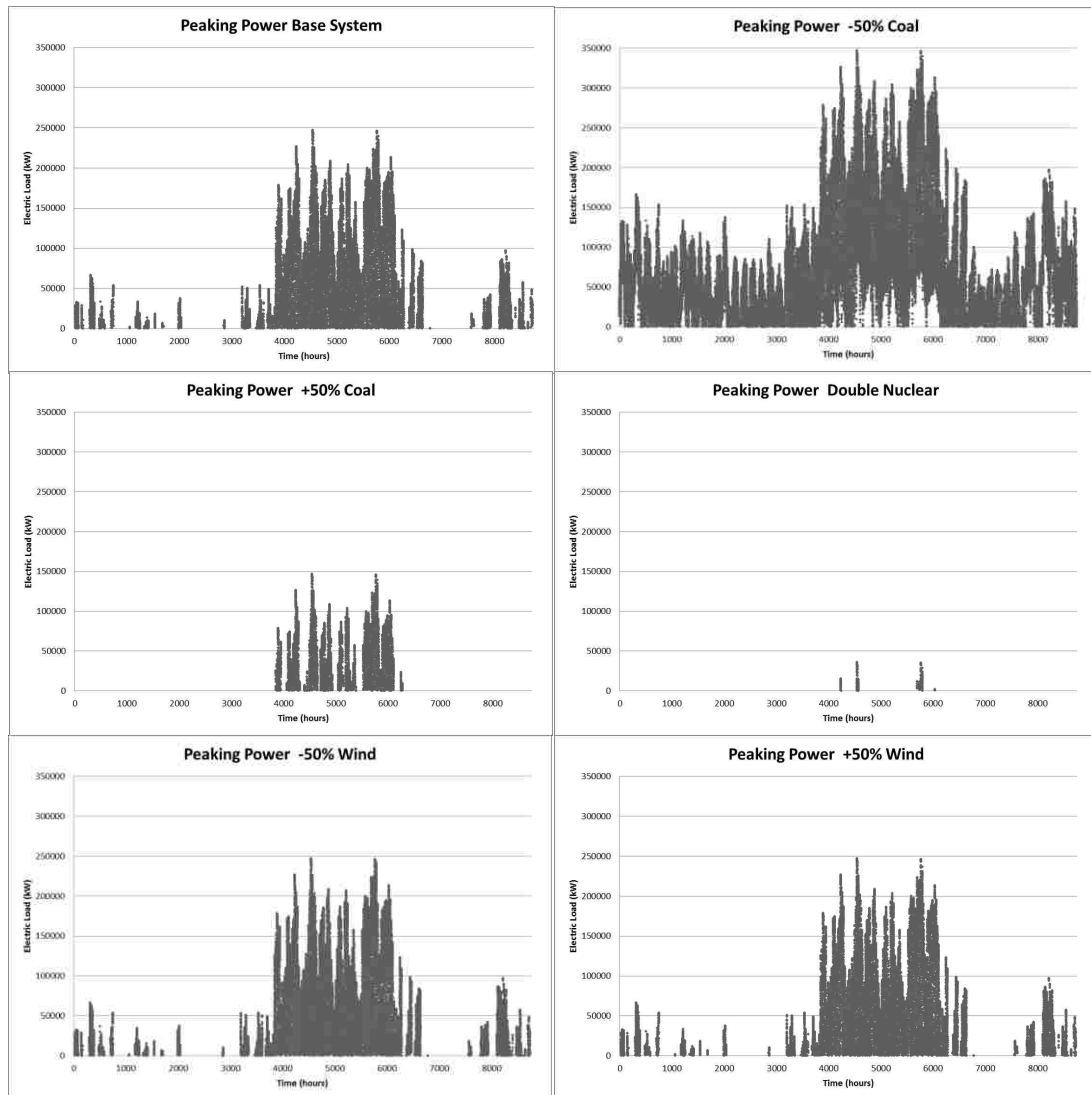 Peaking Power Base System
350000
300000
250000
200000
150000
100000
50000
0
Electric Load (kW)
0 1000 2000 3000 4000 5000 6000 7000 8000
Time (hours)
Peaking Power -50% Coal
350000
300000
250000
200000
150000
100000
50000
0
Electric Load (kW)
0 1000 2000 3000 4000 5000 6000 7000 8000
Time (hours)
Peaking Power +50% Coal
350000
300000
250000
200000
150000
100000
50000
0
Electric Load (kW)
0 1000 2000 3000 4000 5000 6000 7000 8000
Time (hours)
Peaking Power Double Nuclear
350000
300000
250000
200000
150000
100000
50000
0
Electric Load (kW)
0 1000 2000 3000 4000 5000 6000 7000 8000
Time (hours)
Peaking Power -50% Wind
350000
300000
250000
200000
150000
100000
50000
0
Electric Load (kW)
0 1000 2000 3000 4000 5000 6000 7000 8000
Time (hours)
Peaking Power +50% Wind
350000
300000
250000
200000
150000
100000
50000
0
Electric Load (kW)
0 1000 2000 3000 4000 5000 6000 7000 8000
Time (hours)